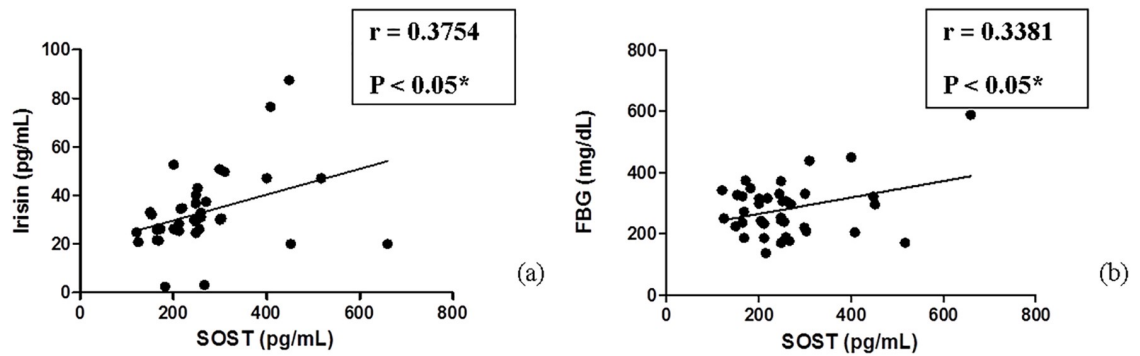 r = 0.3754
P < 0.05*
100
80
60
40
20
0
Irisin (pg/mL)
0 200 400 600 800
SOST (pg/mL)
(a)
r = 0.3381
P < 0.05*
800
600
400
200
0
FBG (mg/dL)
0 200 400 600 800
SOST (pg/mL)
(b)